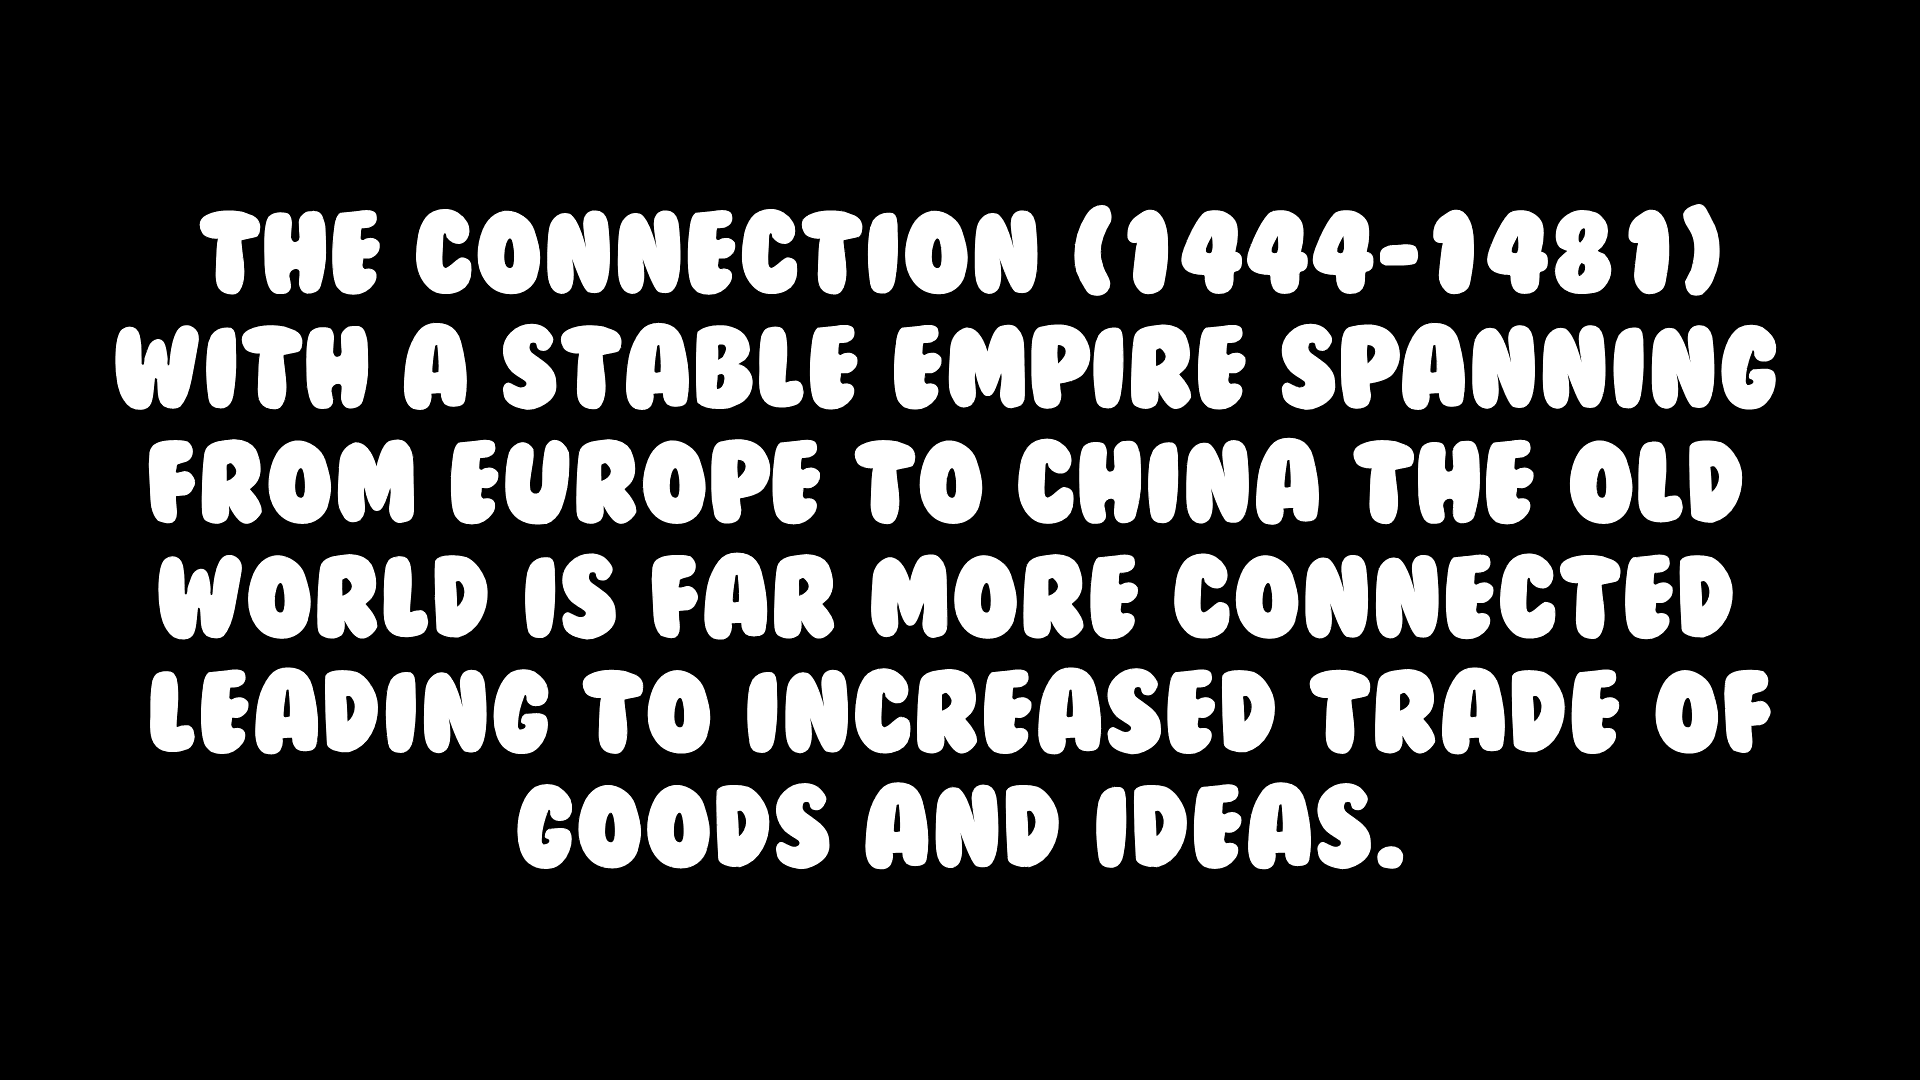 THE CONNECTION (1444-1481)
WITH A STABLE EMPIRE SPANNING
FROM EUROPE TO CHINA THE OLD
WORLD IS FAR MORE CONNECTED
LEADING TO INCREASED TRADE OF
GOODS AND IDEAS.